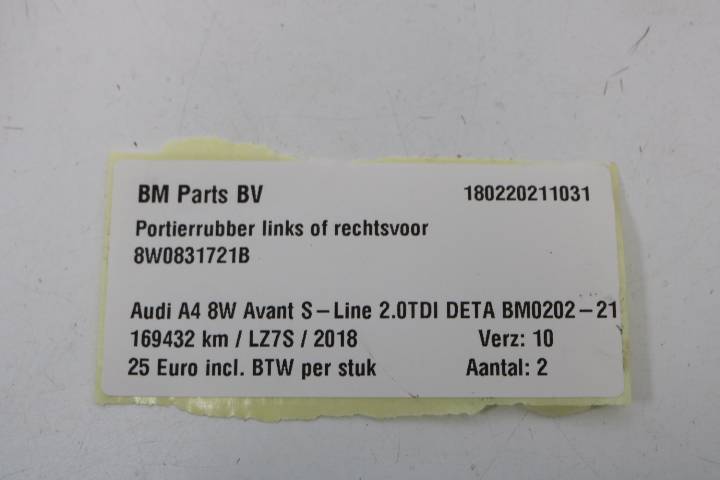 BM Parts BV 180220211031
Portierrubber links of rechtsvoor
8W0831721B
Audi A4 8W Avant S-Line 2.0TDI DETA BM0202-21
169432 km / LZ7S / 2018 Verz: 10
25 Euro incl. BTW per stuk Aantal: 2